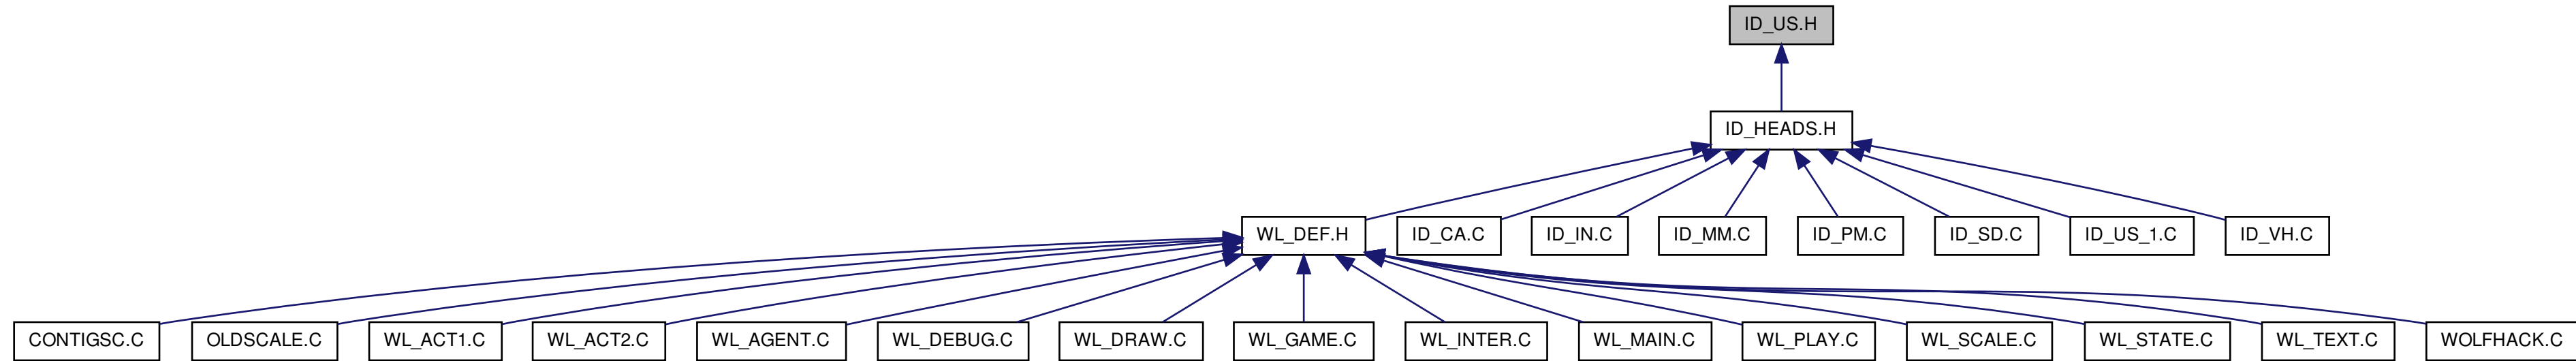 ID_US.H
ID_HEADS.H
WL_DEF.H
ID_CA.C
ID_IN.C
ID_MM.C
ID_PM.C
ID_SD.C
ID_US_1.C
ID_VH.C
CONTIGSC.C
OLDSCALE.C
WL_ACT1.C
WL_ACT2.C
WL_AGENT.C
WL_DEBUG.C
WL_DRAW.C
WL_GAME.C
WL_INTER.C
WL_MAIN.C
WL_PLAY.C
WL_SCALE.C
WL_STATE.C
WL_TEXT.C
WOLFHACK.C